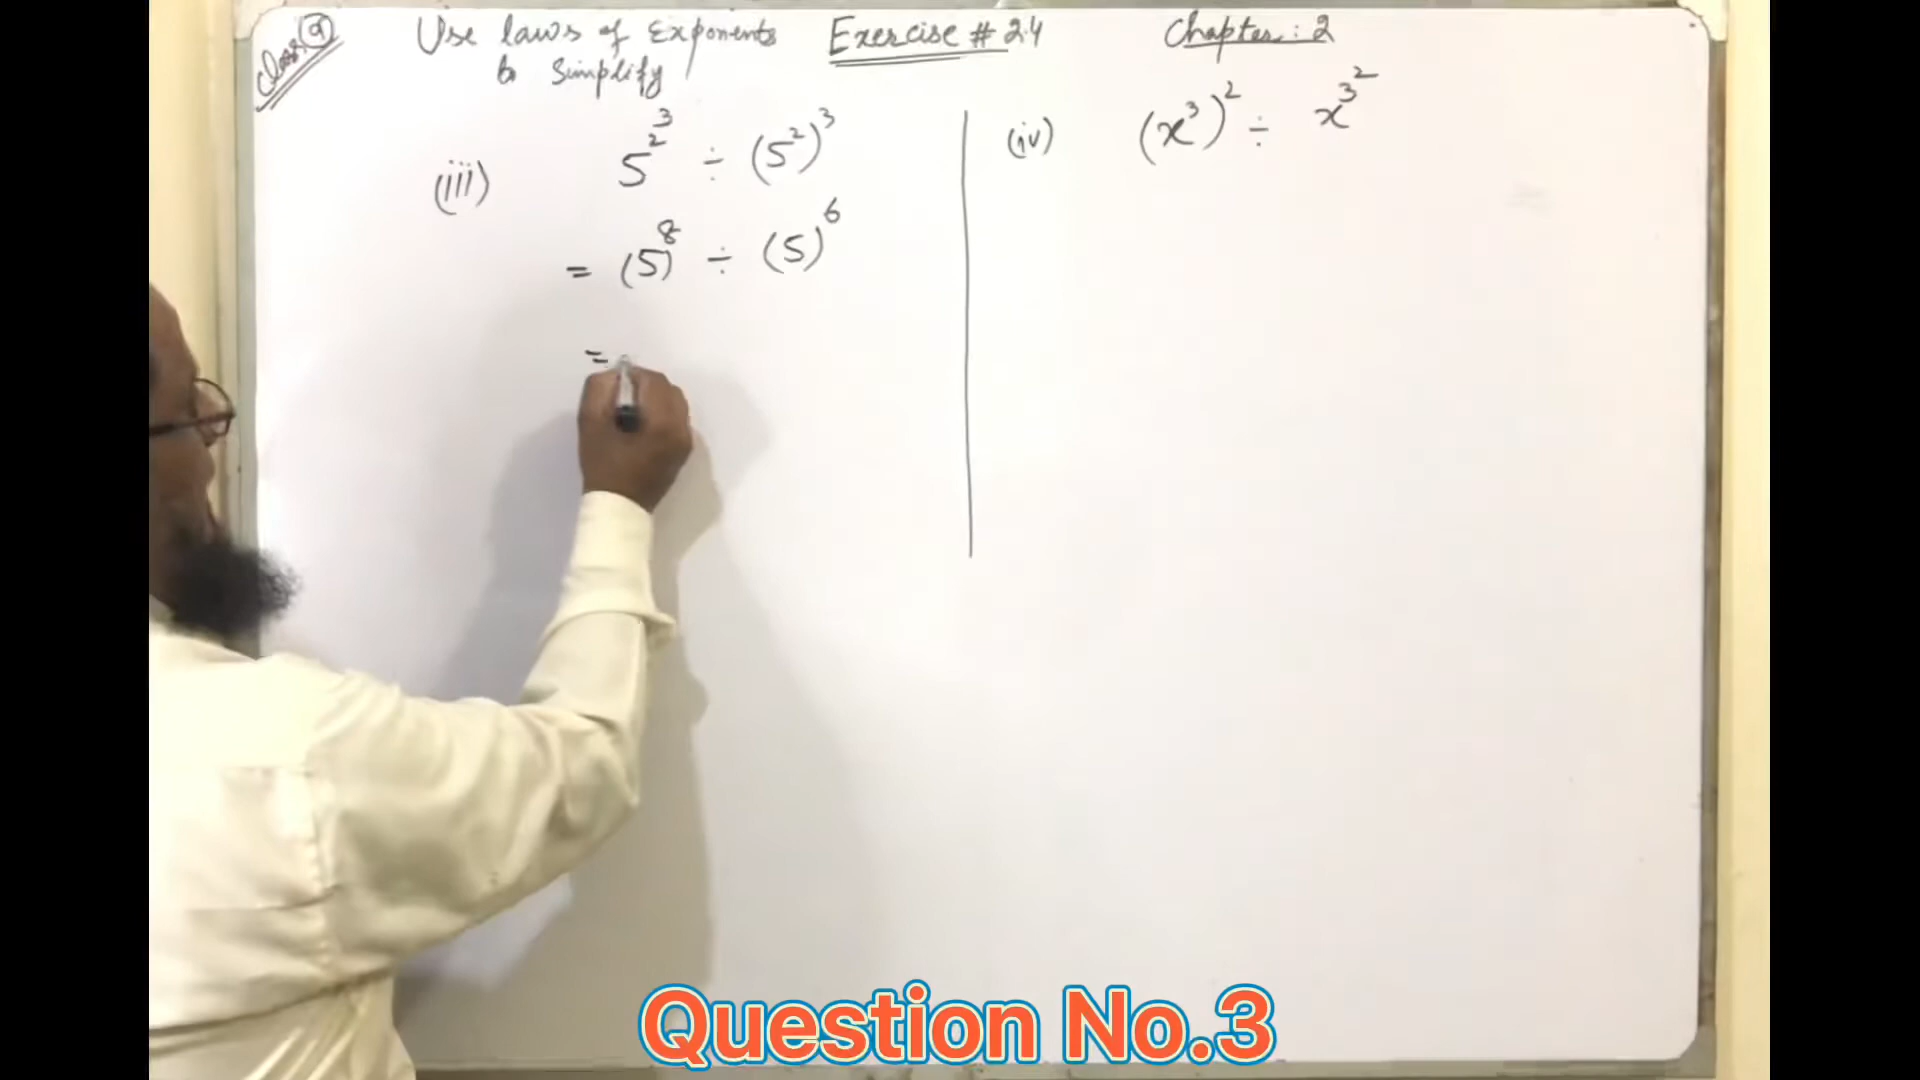 Class: 9 Use laws of Exponents Exercise # 2.4 Chapter: 2
to Simplify
(iii) 5^2^3 ÷ (5^2)^3
= (5)^8 ÷ (5)^6
=
(iv) (x^3)^2 ÷ x^3^2
Question No.3